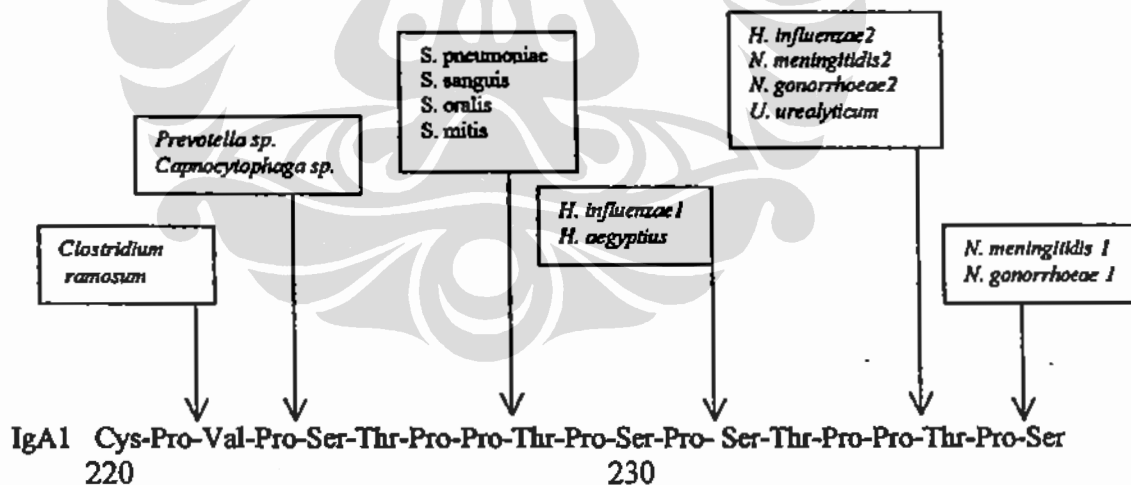 S. pneumoniae
S. sanguis
S. oralis
S. mitis
H. influenzae2
N. meningitidis2
N. gonorrhoeae2
U. urealyticum
Prevotella sp.
Capnocytophaga sp.
H. influenzae1
H. aegyptius
Clostridium
ramosum
N. meningitidis 1
N. gonorrhoeae 1
IgA1 Cys-Pro-Val-Pro-Ser-Thr-Pro-Pro-Thr-Pro-Ser-Pro- Ser-Thr-Pro-Pro-Thr-Pro-Ser
220 230